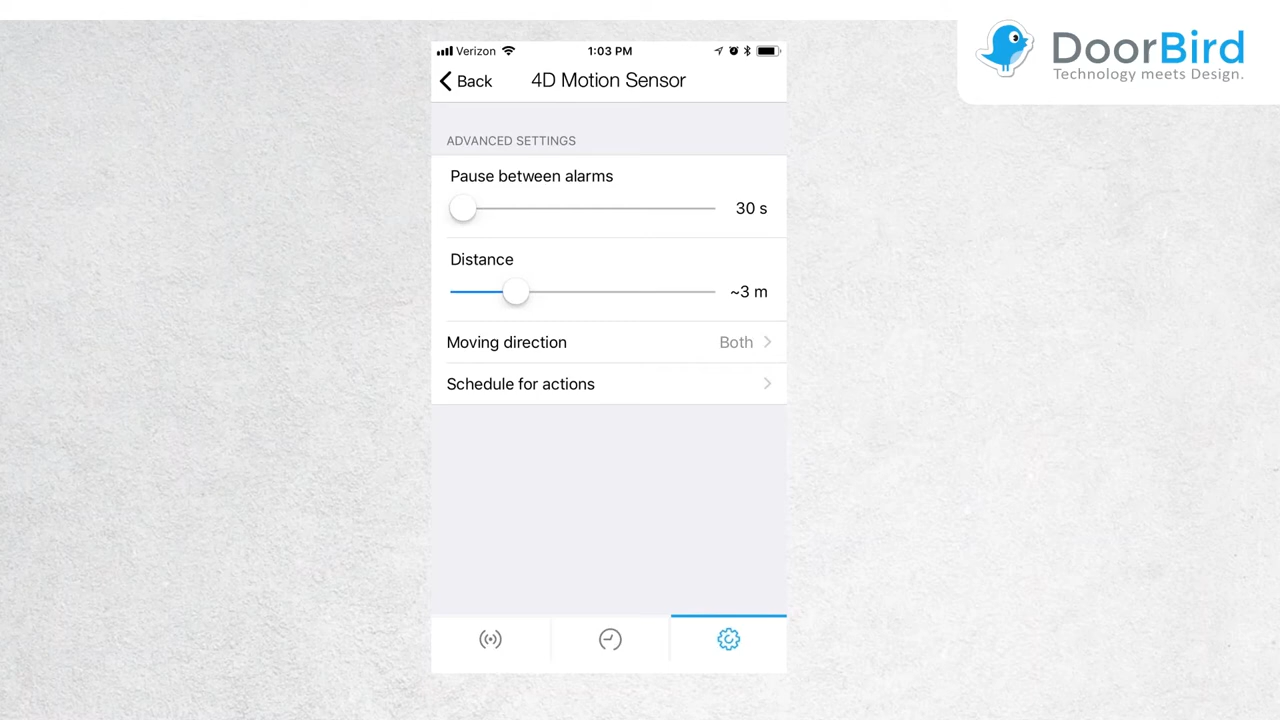 DoorBird
Technology meets Design.
Verizon 1:03 PM
Back 4D Motion Sensor
ADVANCED SETTINGS
Pause between alarms
30 s
Distance
~3 m
Moving direction Both
Schedule for actions